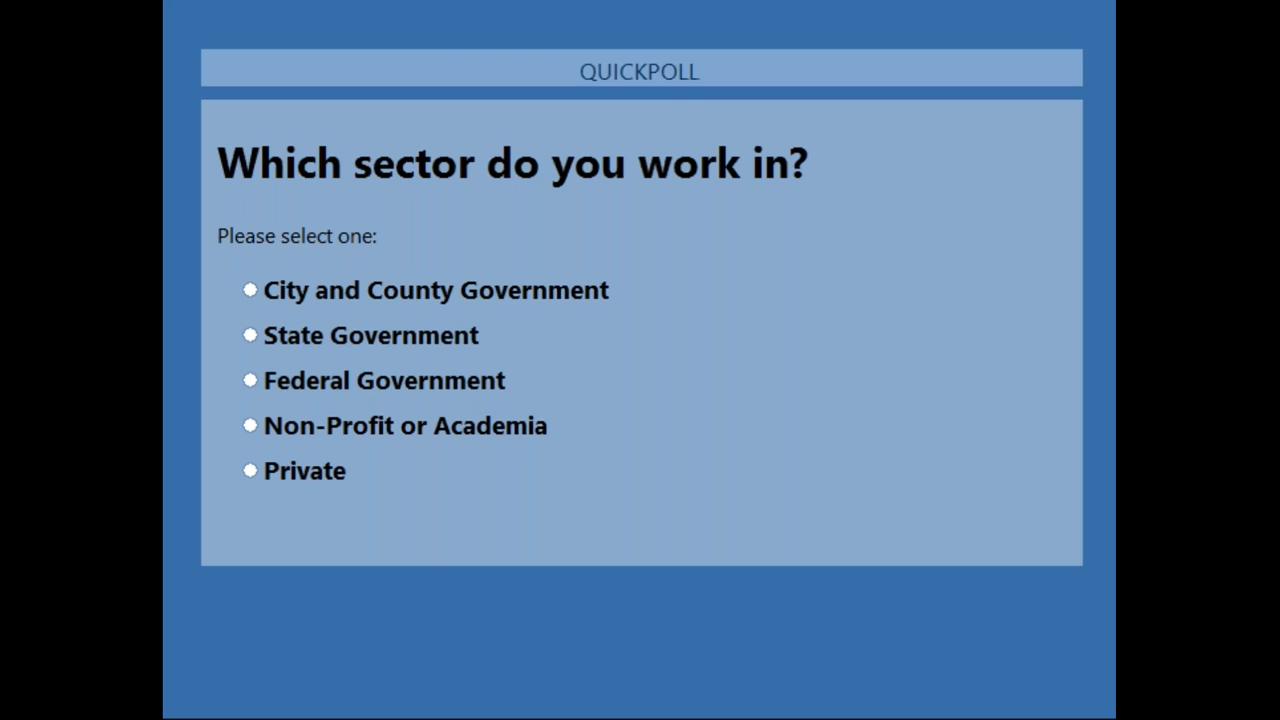 QUICKPOLL
Which sector do you work in?
Please select one:
City and County Government
State Government
Federal Government
Non-Profit or Academia
Private